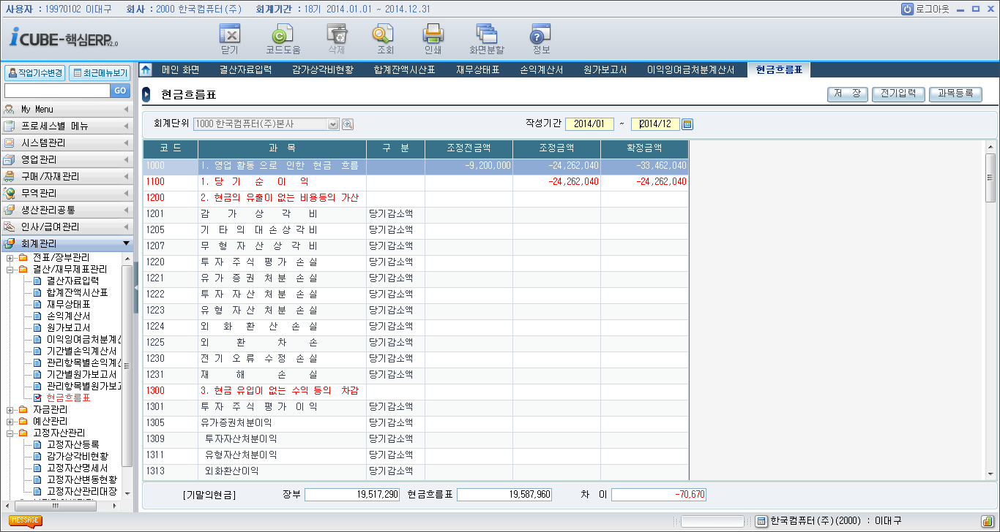 사용자 : 19970102 이대구 회사 : 2000 한국컴퓨터(주) 회계기간 : 18기 2014.01.01 ~ 2014.12.31 로그아웃
iCUBE-핵심ERP v2.0
닫기 코드도움 삭제 조회 인쇄 화면분할 정보
작업기수변경 최근메뉴보기
메인 화면 결산자료입력 감가상각비현황 합계잔액시산표 재무상태표 손익계산서 원가보고서 이익잉여금처분계산서 현금흐름표
GO
My Menu
프로세스별 메뉴
시스템관리
영업관리
구매/자재관리
무역관리
생산관리공통
인사/급여관리
회계관리
전표/장부관리
결산/재무제표관리
결산자료입력
합계잔액시산표
재무상태표
손익계산서
원가보고서
이익잉여금처분계산
기간별손익계산서
관리항목별손익계산
기간별원가보고서
관리항목별원가보고
현금흐름표
자금관리
예산관리
고정자산관리
고정자산등록
감가상각비현황
고정자산명세서
고정자산변동현황
고정자산관리대장
현금흐름표 저 장 전기입력 과목등록
회계단위 1000 한국컴퓨터(주)본사 작성기간 2014/01 ~ 2014/12
코 드 과 목 구 분 조정전금액 조정금액 확정금액
1000 I. 영업 활동 으로 인한 현금 흐름 -9,200,000 -24,262,040 -33,462,040
1100 1. 당 기 순 이 익 -24,262,040 -24,262,040
1200 2. 현금의 유출이 없는 비용등의 가산
1201 감 가 상 각 비 당기감소액
1205 기 타 의 대 손 상 각 비 당기감소액
1207 무 형 자 산 상 각 비 당기감소액
1220 투 자 주 식 평 가 손 실 당기감소액
1221 유 가 증 권 처 분 손 실 당기감소액
1222 투 자 자 산 처 분 손 실 당기감소액
1223 유 형 자 산 처 분 손 실 당기감소액
1224 외 화 환 산 손 실 당기감소액
1225 외 환 차 손 당기감소액
1230 전 기 오 류 수 정 손 실 당기감소액
1231 재 해 손 실 당기감소액
1300 3. 현금 유입이 없는 수익 등의 차감
1301 투 자 주 식 평 가 이 익 당기감소액
1305 유가증권처분이익 당기감소액
1309 투자자산처분이익 당기감소액
1311 유형자산처분이익 당기감소액
1313 외화환산이익 당기감소액
[기말의현금] 장부 19,517,290 현금흐름표 19,587,960 차 이 -70,670
MESSAGE 한국컴퓨터(주)(2000) : 이대구